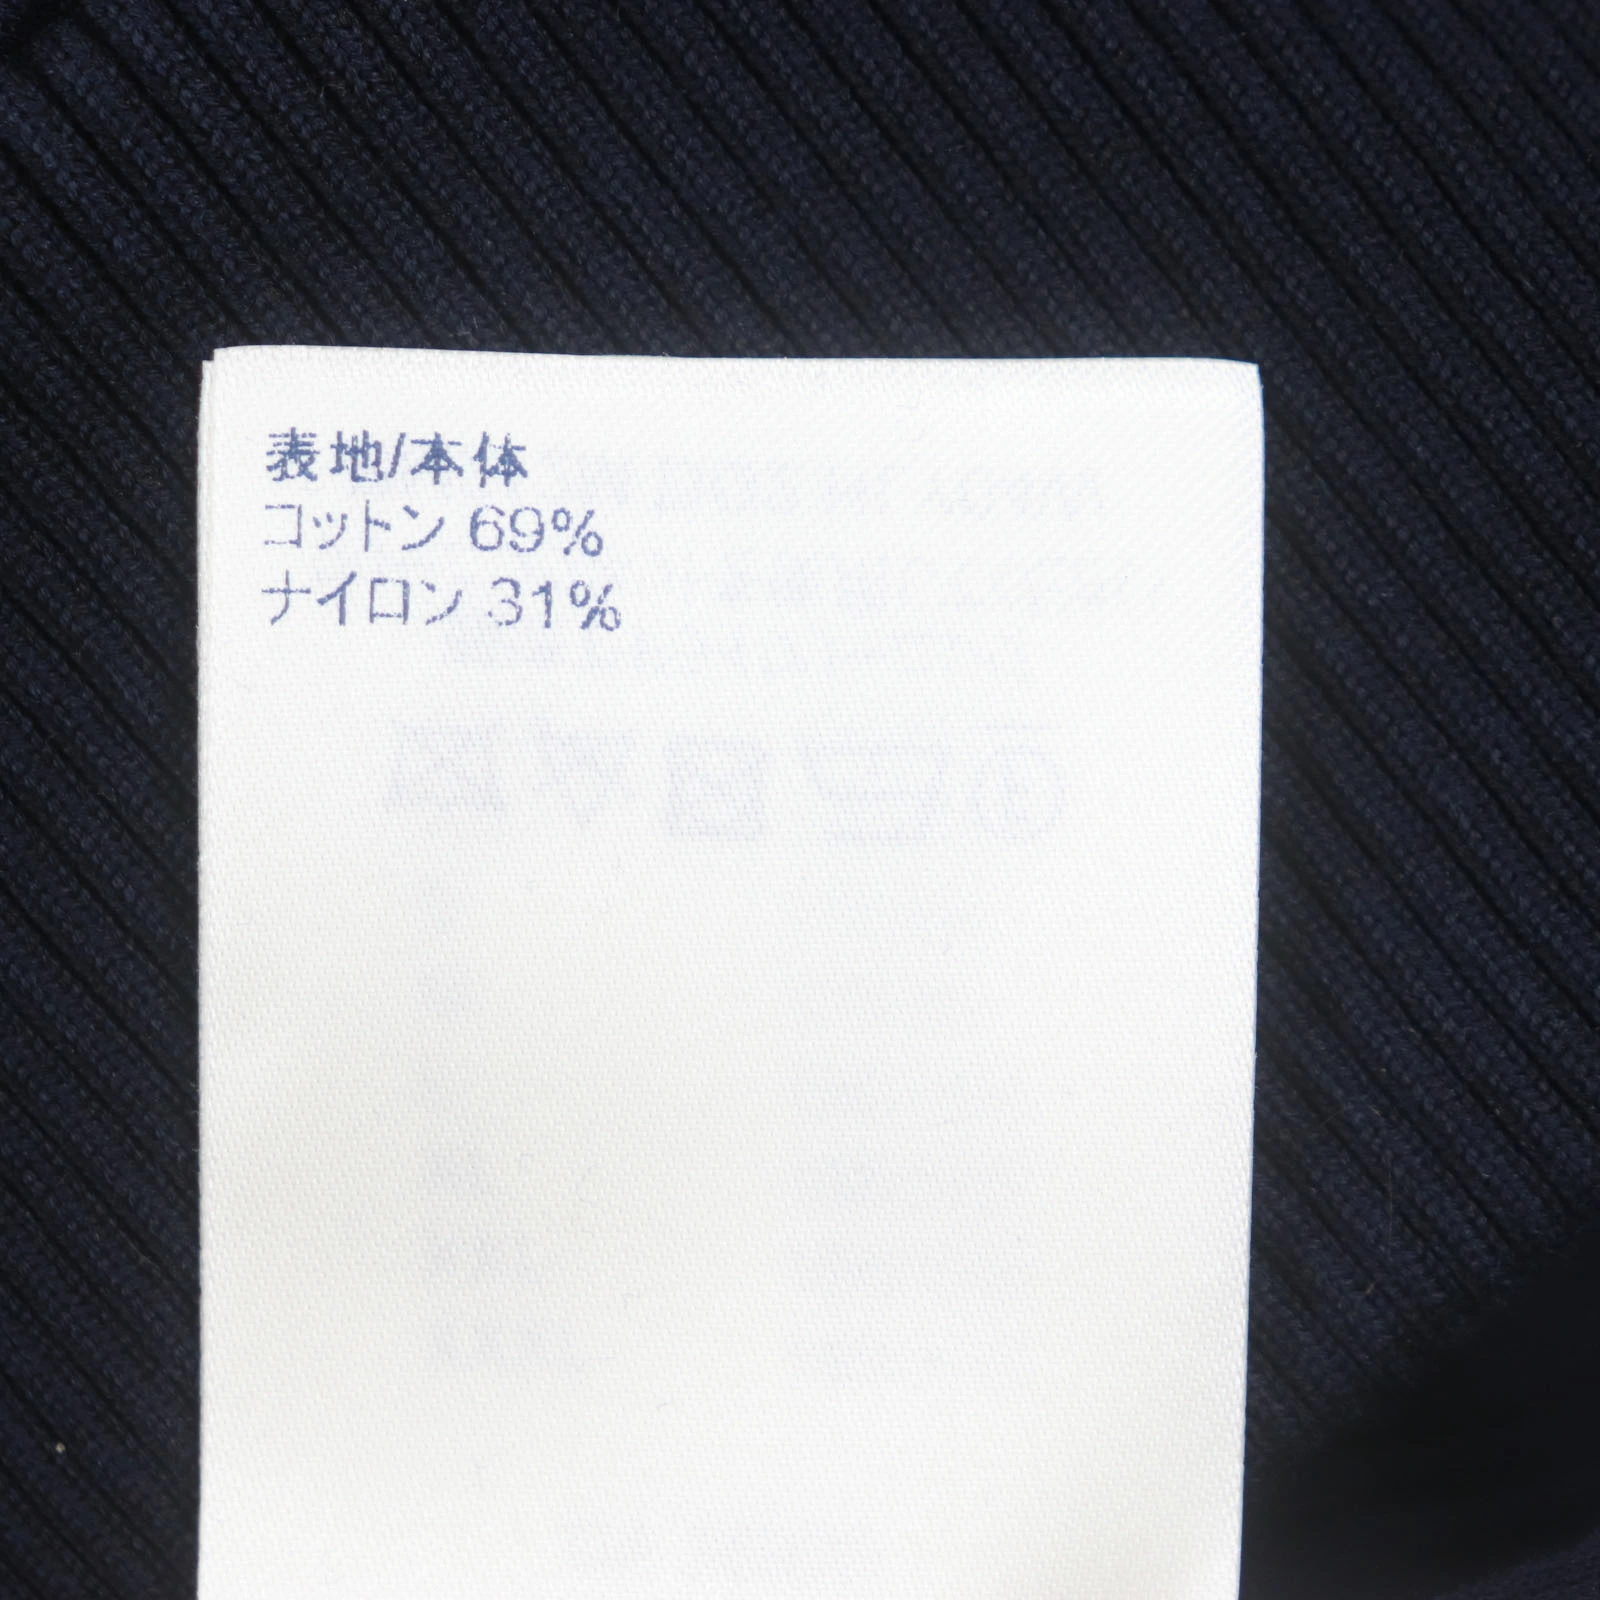 表地/本体
コットン 69%
ナイロン 31%